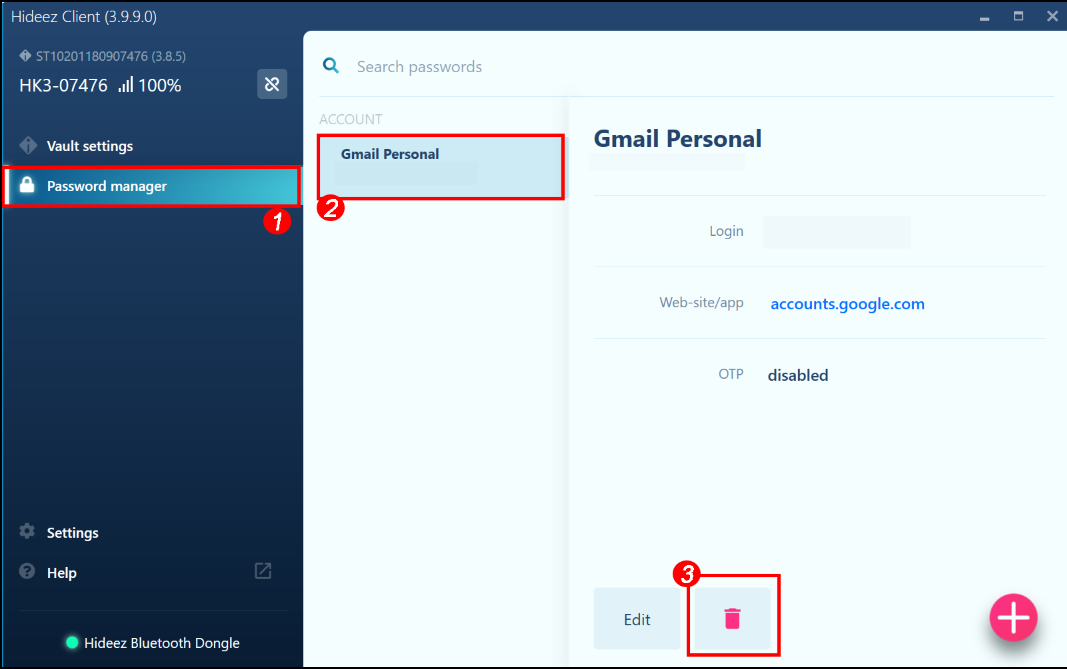 Hideez Client (3.9.9.0)
ST10201180907476 (3.8.5)
HK3-07476 100%
Vault settings
Password manager
1
Settings
Help
Hideez Bluetooth Dongle
Search passwords
ACCOUNT
Gmail Personal
2
Gmail Personal
Login
Web-site/app accounts.google.com
OTP disabled
3
Edit